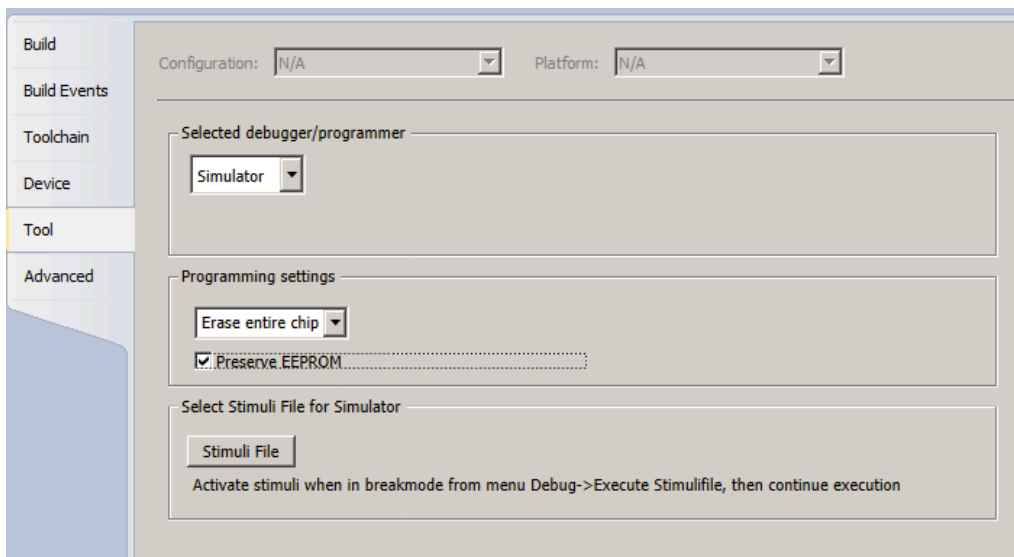 Build
Build Events
Toolchain
Device
Tool
Advanced
Configuration: N/A Platform: N/A
Selected debugger/programmer
Simulator
Programming settings
Erase entire chip
Preserve EEPROM
Select Stimuli File for Simulator
Stimuli File
Activate stimuli when in breakmode from menu Debug->Execute Stimulifile, then continue execution